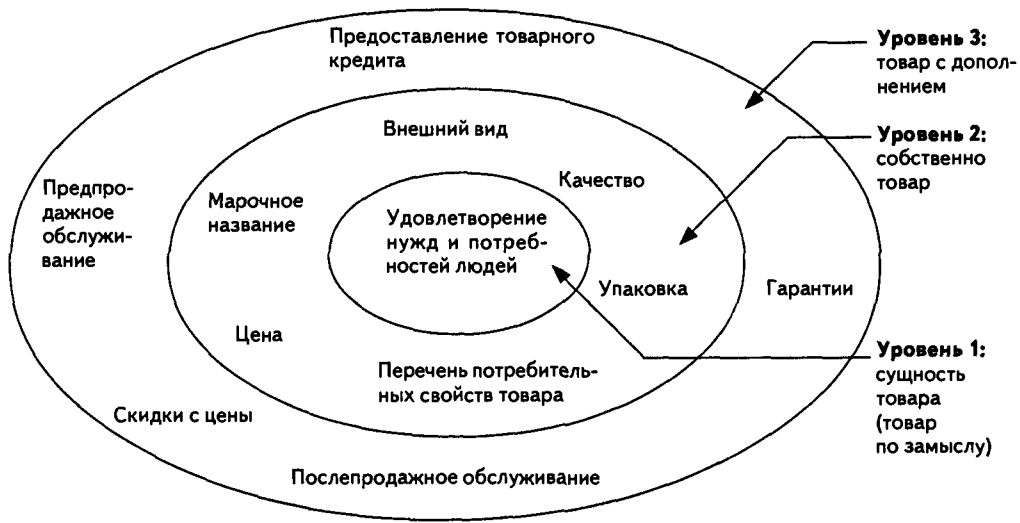 Предоставление товарного
кредита
Уровень 3:
товар с допол-
нением
Внешний вид
Уровень 2:
собственно
товар
Качество
Предпро-
дажное
обслужи-
вание
Марочное
название
Удовлетворение
нужд и потреб-
ностей людей
Упаковка
Гарантии
Цена
Уровень 1:
сущность
товара
(товар
по замыслу)
Перечень потребитель-
ных свойств товара
Скидки с цены
Послепродажное обслуживание